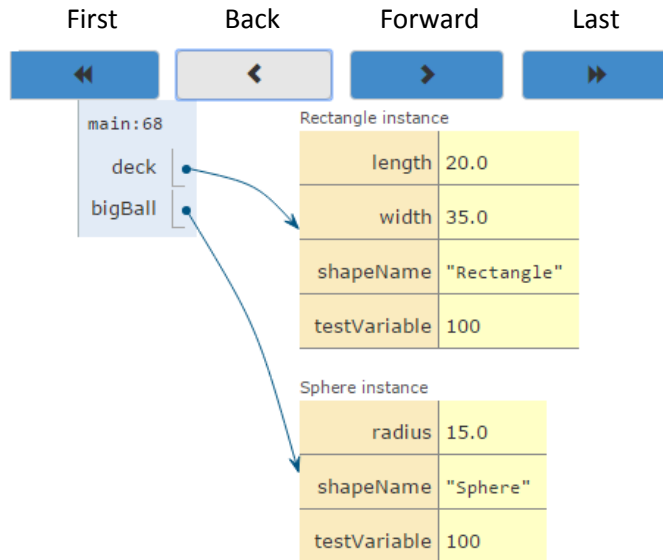 First Back Forward Last
main:68
deck
bigBall
Rectangle instance
length 20.0
width 35.0
shapeName "Rectangle"
testVariable 100
Sphere instance
radius 15.0
shapeName "Sphere"
testVariable 100